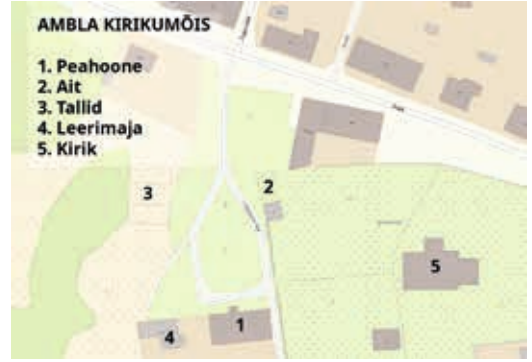 AMBLA KIRIKUMÕIS
1. Peahoone
2. Ait
3. Tallid
4. Leerimaja
5. Kirik
2
3
5
1
4